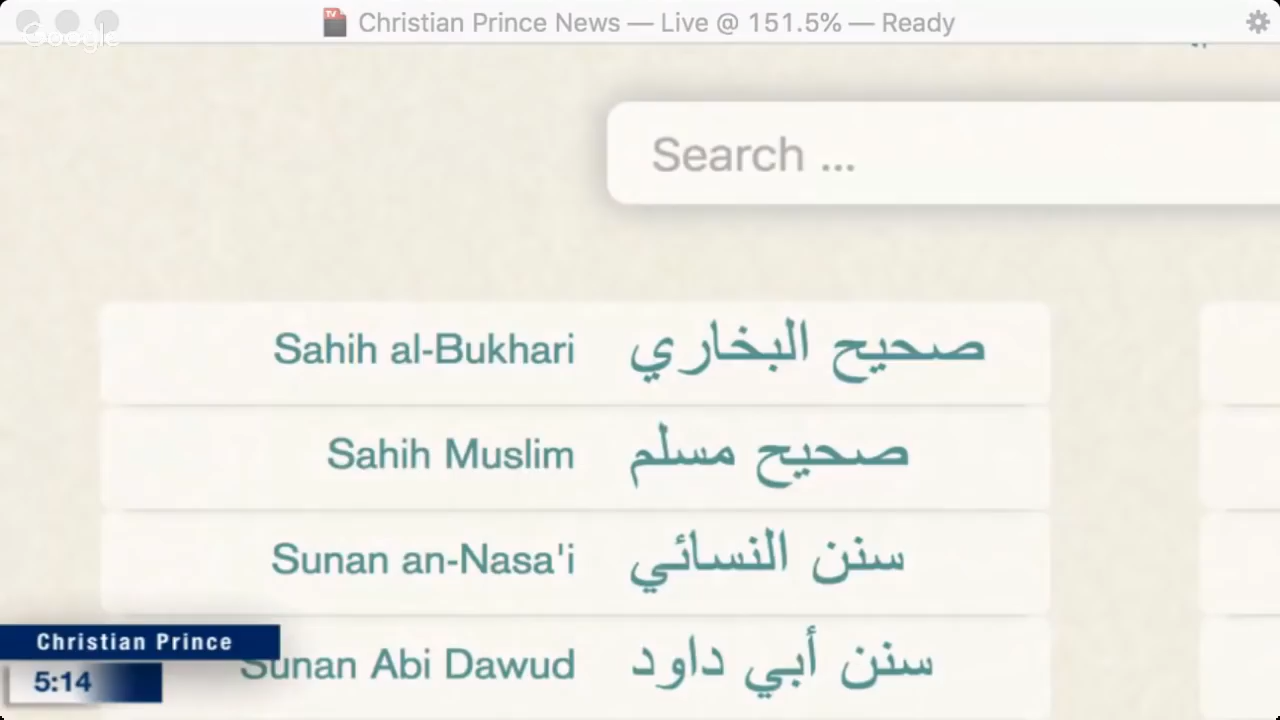 Christian Prince News — Live @ 151.5% — Ready
Google
Search ...
Sahih al-Bukhari صحيح البخاري
Sahih Muslim صحيح مسلم
Sunan an-Nasa'i سنن النسائي
Sunan Abi Dawud سنن أبي داود
Christian Prince
5:14